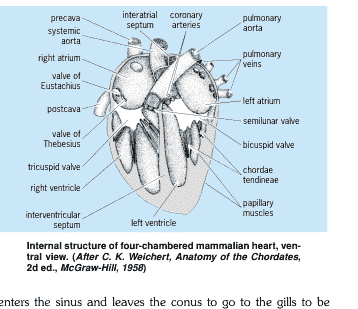 precava
systemic
aorta
right atrium
valve of
Eustachius
postcava
valve of
Thebesius
tricuspid valve
right ventricle
interventricular
septum
interatrial
septum
coronary
arteries
left ventricle
pulmonary
aorta
pulmonary
veins
left atrium
semilunar valve
bicuspid valve
chordae
tendineae
papillary
muscles
Internal structure of four-chambered mammalian heart, ven-
tral view. (After C. K. Weichert, Anatomy of the Chordates,
2d ed., McGraw-Hill, 1958)
enters the sinus and leaves the conus to go to the gills to be